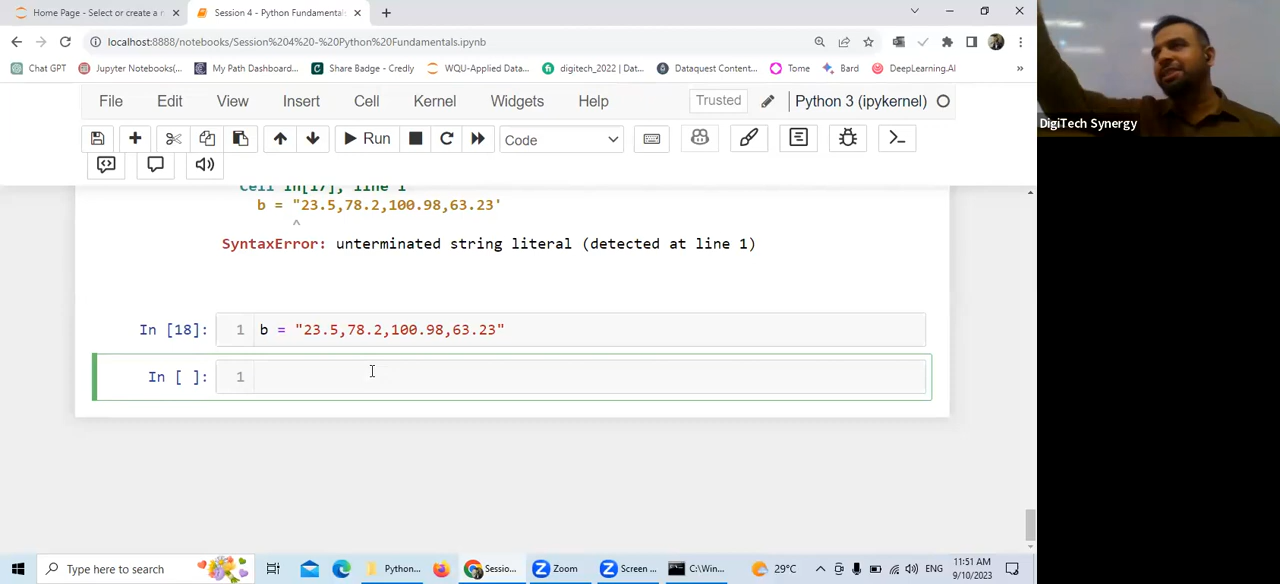 Home Page - Select or create a n
Session 4 - Python Fundamentals
localhost:8888/notebooks/Session%204%20-%20Python%20Fundamentals.ipynb
Chat GPT
Jupyter Notebooks(...
My Path Dashboard...
Share Badge - Credly
WQU-Applied Data...
digitech_2022 | Dat...
Dataquest Content...
Tome
Bard
DeepLearning.AI
»
File Edit View Insert Cell Kernel Widgets Help Trusted Python 3 (ipykernel)
Run Code
Cell In[17], line 1
b = "23.5,78.2,100.98,63.23'
^
SyntaxError: unterminated string literal (detected at line 1)
In [18]: 1 b = "23.5,78.2,100.98,63.23"
In [ ]: 1
DigiTech Synergy
Type here to search
Python...
Sessio...
Zoom
Screen ...
C:\Win...
29°C
ENG
11:51 AM
9/10/2023